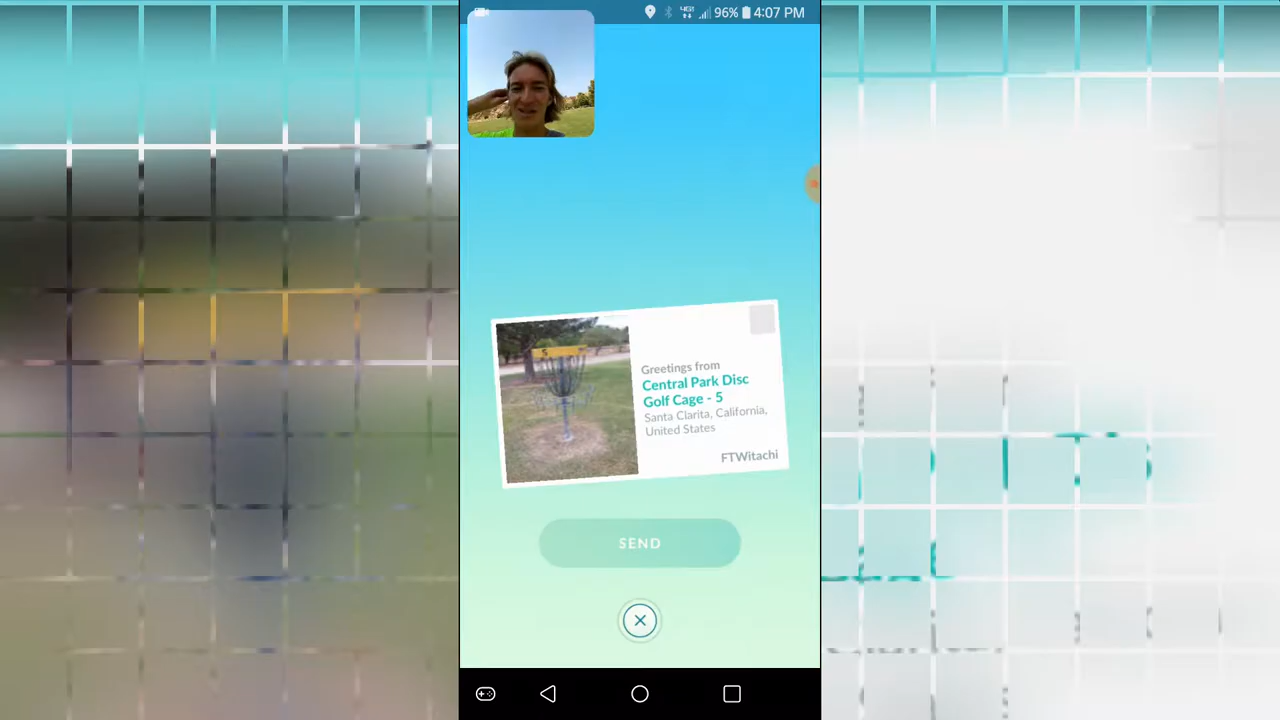 96% 4:07 PM
Greetings from
Central Park Disc
Golf Cage - 5
Santa Clarita, California,
United States
FTWitachi
SEND